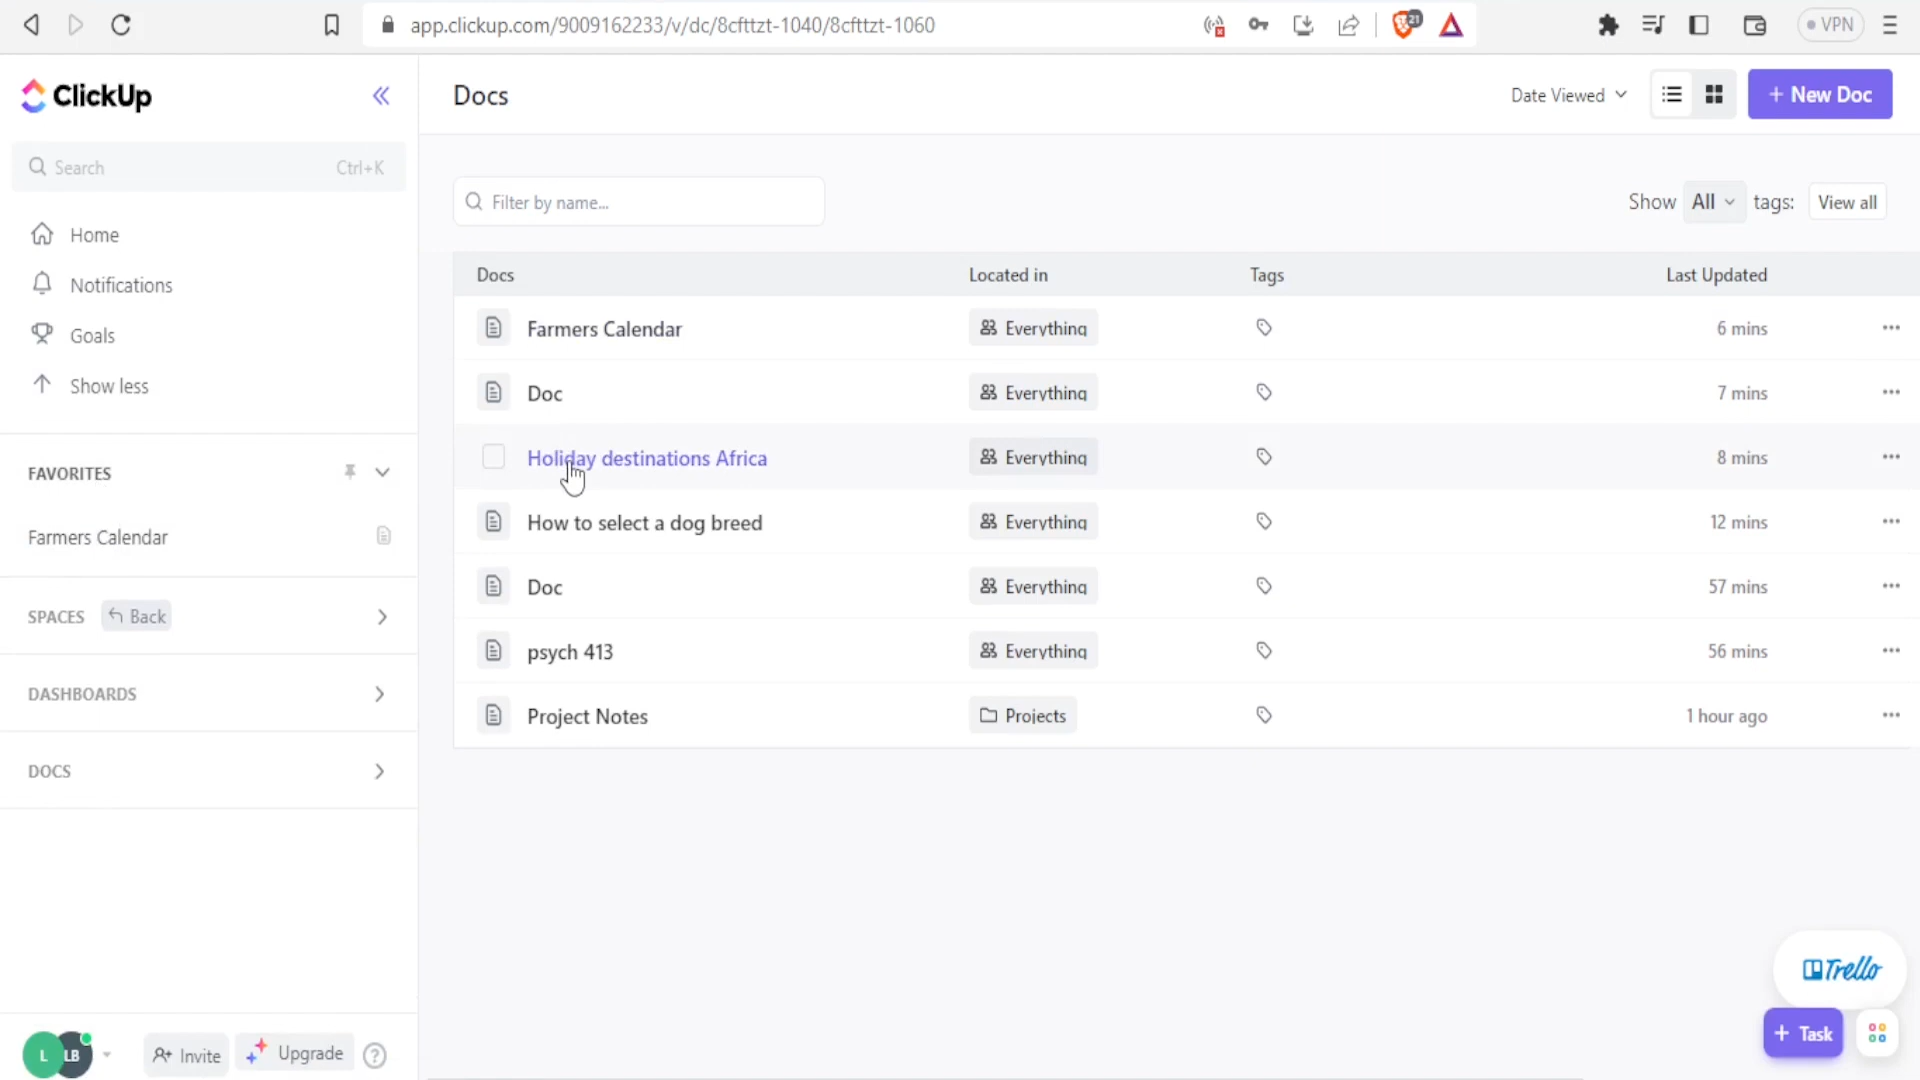 app.clickup.com/9009162233/v/dc/8cfttzt-1040/8cfttzt-1060
21
VPN
ClickUp
Docs
Date Viewed
+ New Doc
Search
Ctrl+K
Filter by name...
Show All tags: View all
Home
Notifications
Goals
Show less
FAVORITES
Farmers Calendar
SPACES Back
DASHBOARDS
DOCS
Docs Located in Tags Last Updated
Farmers Calendar Everything 6 mins
Doc Everything 7 mins
Holiday destinations Africa Everything 8 mins
How to select a dog breed Everything 12 mins
Doc Everything 57 mins
psych 413 Everything 56 mins
Project Notes Projects 1 hour ago
Trello
+ Task
L LB Invite Upgrade ?